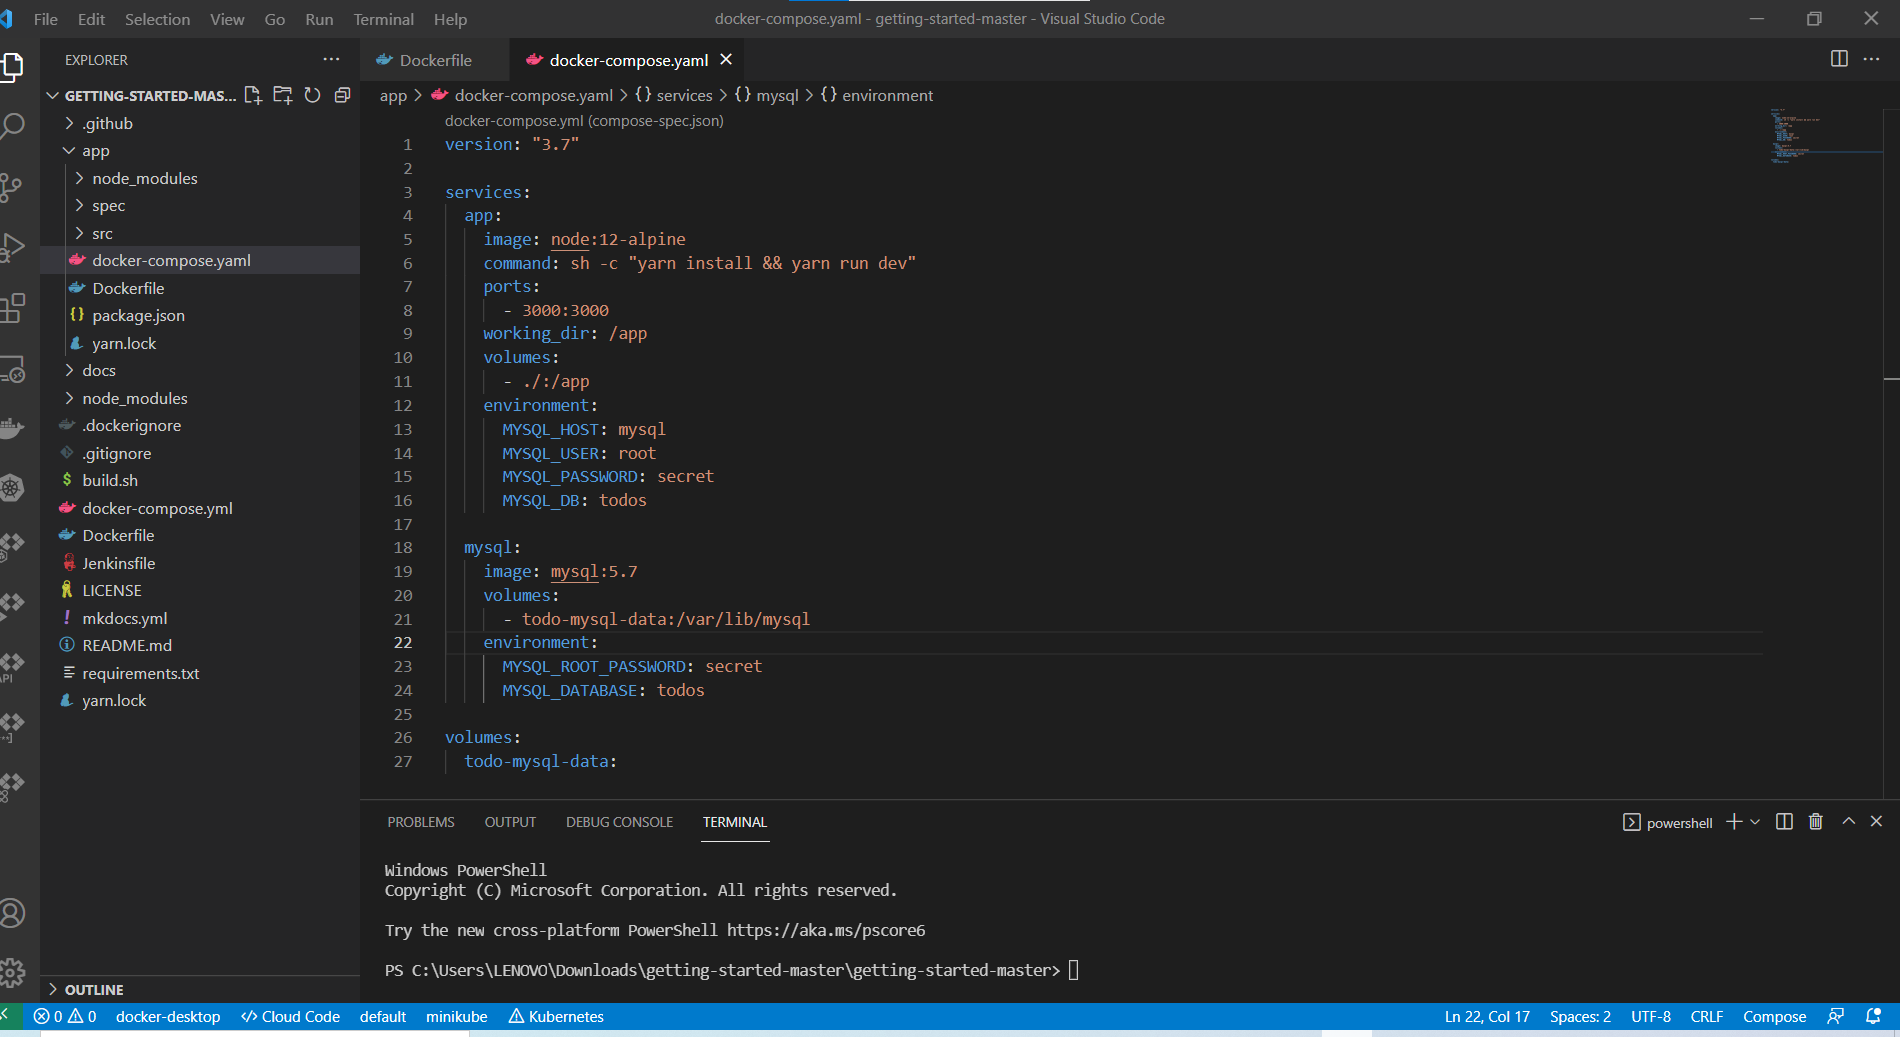 File Edit Selection View Go Run Terminal Help
docker-compose.yaml - getting-started-master - Visual Studio Code
EXPLORER
GETTING-STARTED-MAS...
.github
app
node_modules
spec
src
docker-compose.yaml
Dockerfile
package.json
yarn.lock
docs
node_modules
.dockerignore
.gitignore
build.sh
docker-compose.yml
Dockerfile
Jenkinsfile
LICENSE
mkdocs.yml
README.md
requirements.txt
yarn.lock
OUTLINE
Dockerfile docker-compose.yaml
app > docker-compose.yaml > {} services > {} mysql > {} environment
docker-compose.yml (compose-spec.json)
1 version: "3.7"
2
3 services:
4 app:
5 image: node:12-alpine
6 command: sh -c "yarn install && yarn run dev"
7 ports:
8 - 3000:3000
9 working_dir: /app
10 volumes:
11 - ./:/app
12 environment:
13 MYSQL_HOST: mysql
14 MYSQL_USER: root
15 MYSQL_PASSWORD: secret
16 MYSQL_DB: todos
17
18 mysql:
19 image: mysql:5.7
20 volumes:
21 - todo-mysql-data:/var/lib/mysql
22 environment:
23 MYSQL_ROOT_PASSWORD: secret
24 MYSQL_DATABASE: todos
25
26 volumes:
27 todo-mysql-data:
PROBLEMS OUTPUT DEBUG CONSOLE TERMINAL
powershell
Windows PowerShell
Copyright (C) Microsoft Corporation. All rights reserved.
Try the new cross-platform PowerShell https://aka.ms/pscore6
PS C:\Users\LENOVO\Downloads\getting-started-master\getting-started-master>
0 0 docker-desktop </> Cloud Code default minikube Kubernetes
Ln 22, Col 17 Spaces: 2 UTF-8 CRLF Compose